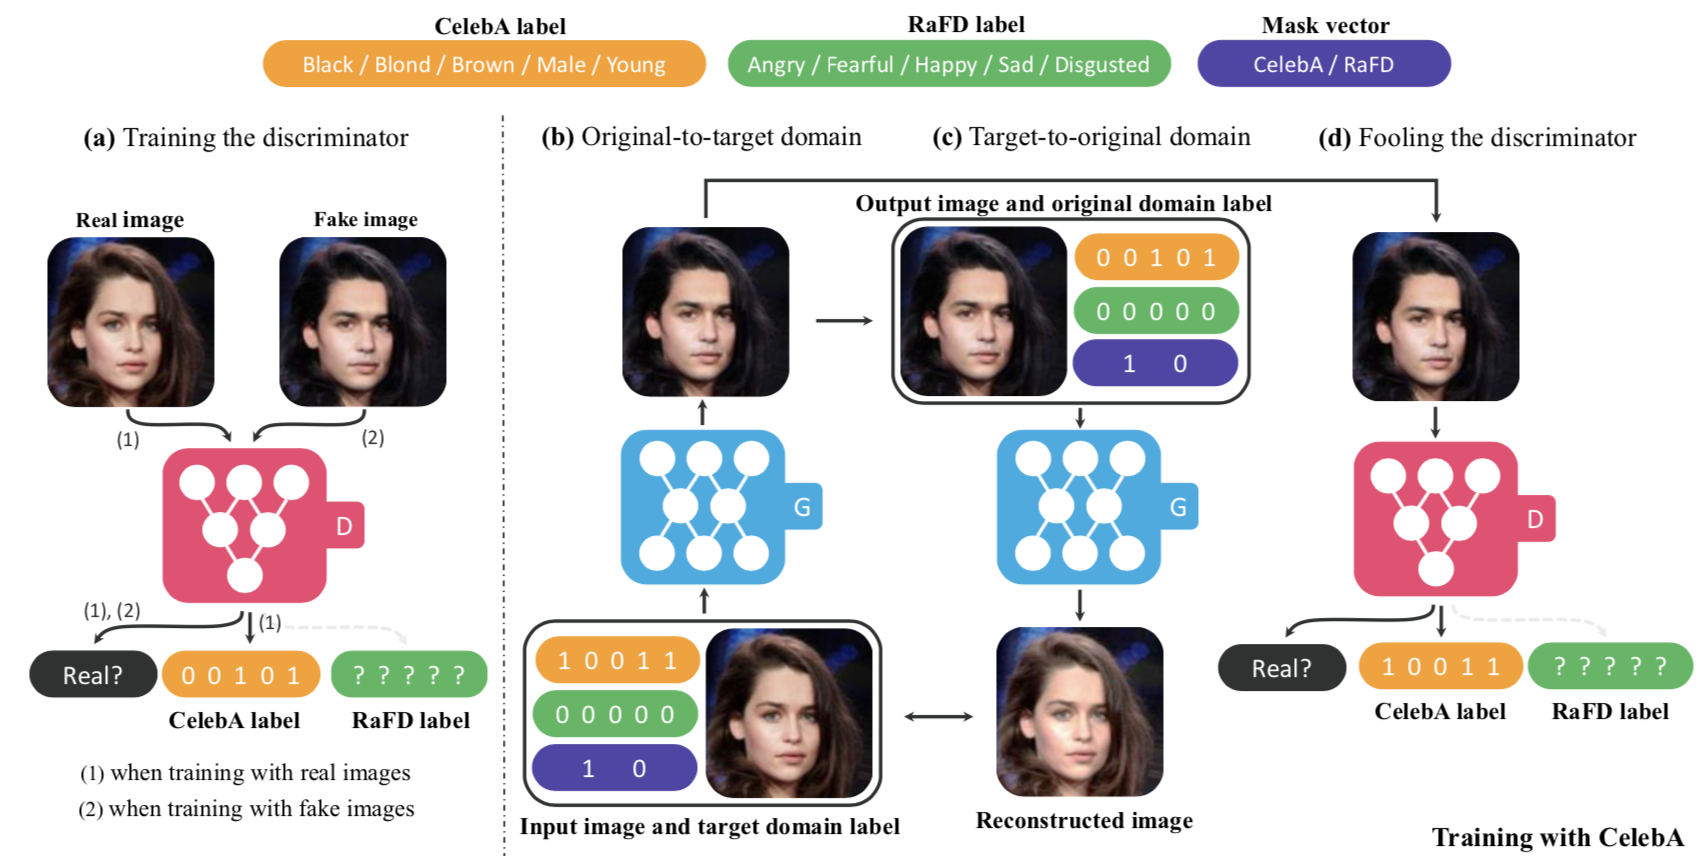 CelebA label
RaFD label
Mask vector
Black / Blond / Brown / Male / Young
Angry / Fearful / Happy / Sad / Disgusted
CelebA / RaFD
(a) Training the discriminator
(b) Original-to-target domain
(c) Target-to-original domain
(d) Fooling the discriminator
Real image
Fake image
(1)
(2)
D
(1), (2)
(1)
Real?
0 0 1 0 1
? ? ? ? ?
CelebA label
RaFD label
(1) when training with real images
(2) when training with fake images
G
1 0 0 1 1
0 0 0 0 0
1 0
Input image and target domain label
Output image and original domain label
0 0 1 0 1
0 0 0 0 0
1 0
G
Reconstructed image
D
Real?
1 0 0 1 1
? ? ? ? ?
CelebA label
RaFD label
Training with CelebA